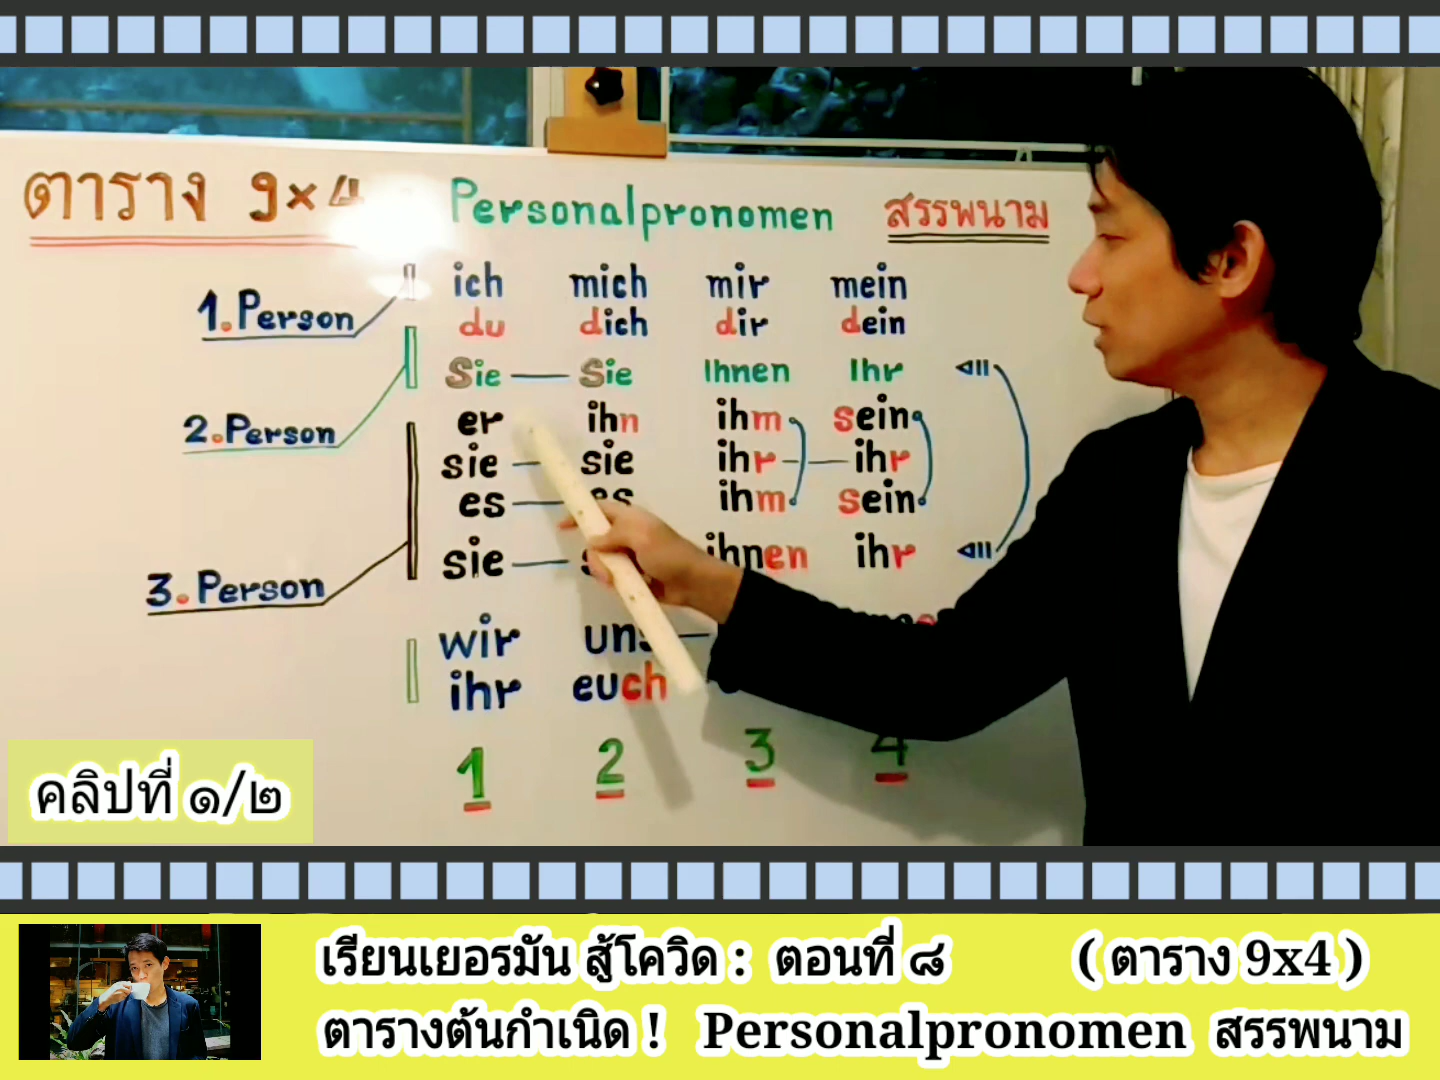 ตาราง 9×4
Personalpronomen
สรรพนาม
1.Person
2.Person
3.Person
ich mich mir mein
du dich dir dein
Sie Sie Ihnen Ihr
er ihn ihm sein
sie sie ihr ihr
es es ihm sein
sie ihnen ihr
wir uns
ihr euch
1 2 3 4
คลิปที่ ๑/๒
เรียนเยอรมัน สู้โควิด : ตอนที่ ๘ ( ตาราง 9x4 )
ตารางต้นกำเนิด ! Personalpronomen สรรพนาม